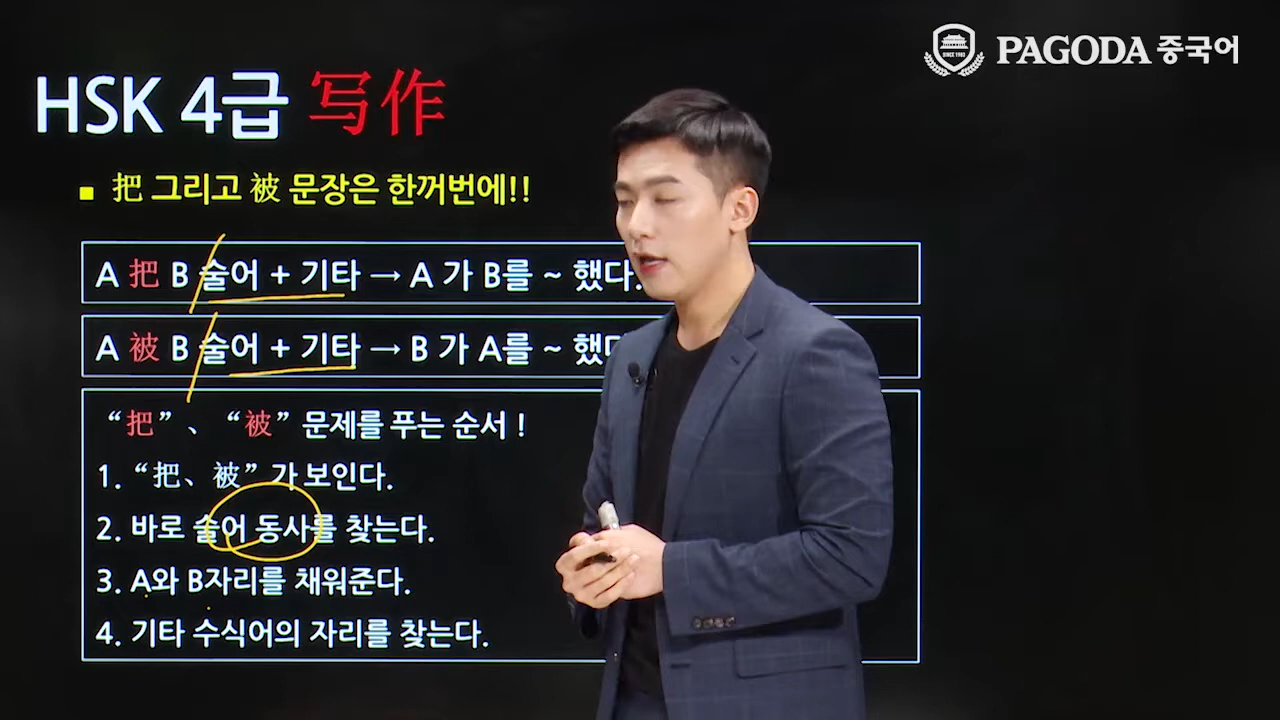 SINCE 1983
PAGODA 중국어
HSK 4급 写作
■ 把 그리고 被 문장은 한꺼번에!!
A 把 B 술어 + 기타 → A 가 B를 ~ 했다.
A 被 B 술어 + 기타 → B 가 A를 ~ 했다
“把”、“被” 문제를 푸는 순서 !
1. “把、被”가 보인다.
2. 바로 술어 동사를 찾는다.
3. A와 B자리를 채워준다.
4. 기타 수식어의 자리를 찾는다.